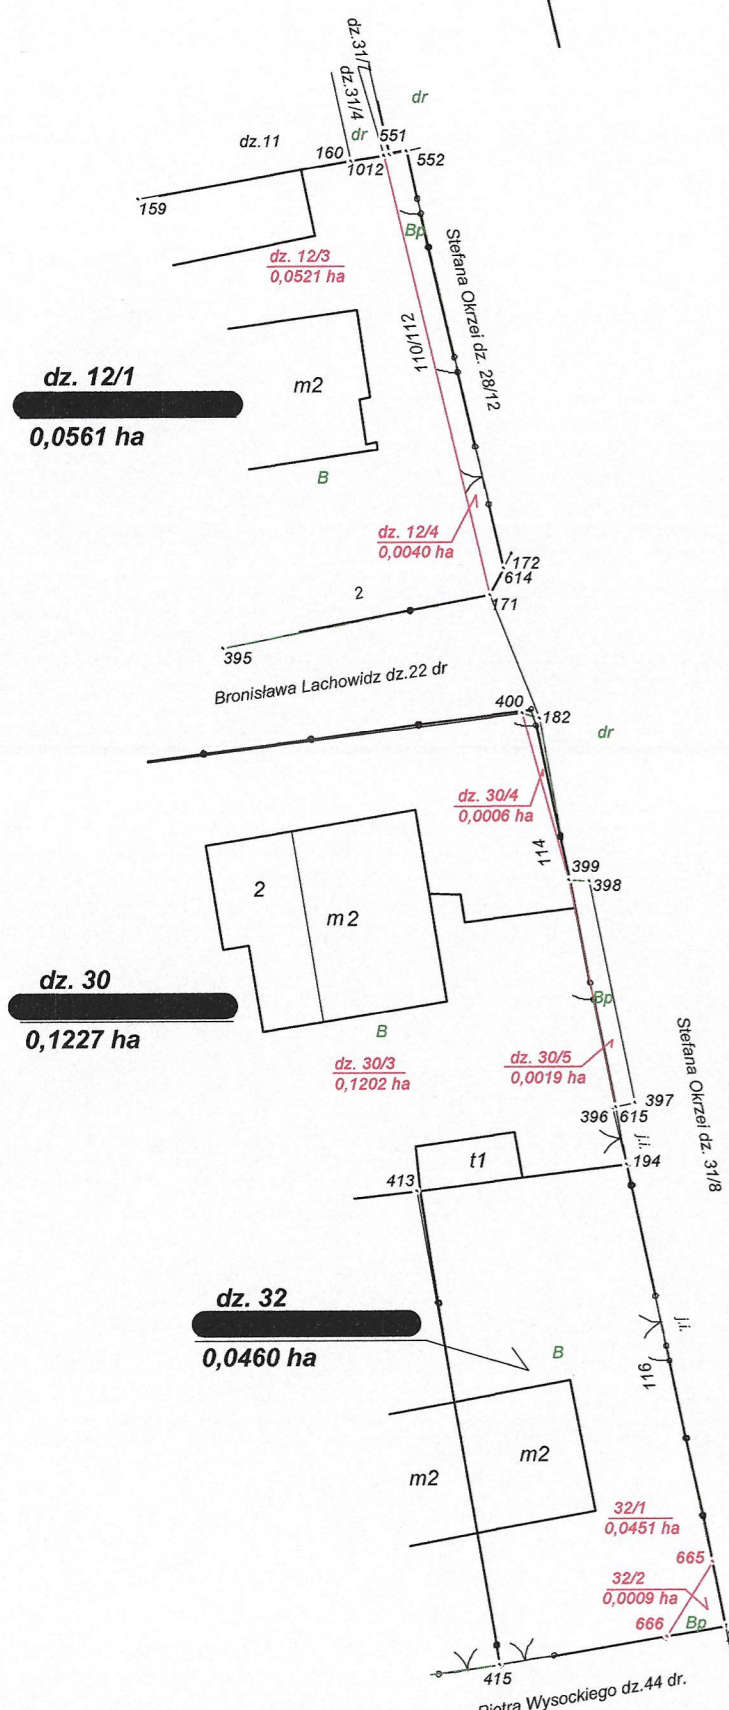 dz.31/7
dz.31/4
dr
dr
551
dz.11
160
1012
552
159
Bp
dz. 12/3
0,0521 ha
Stefana Okrzei dz. 28/12
110/112
dz. 12/1
0,0561 ha
m2
B
dz. 12/4
0,0040 ha
172
614
171
2
395
Bronisława Lachowidz dz.22 dr
400
182
dr
dz. 30/4
0,0006 ha
114
399
398
2
m2
dz. 30
0,1227 ha
Bp
B
dz. 30/3
0,1202 ha
dz. 30/5
0,0019 ha
Stefana Okrzei dz. 31/8
397
396
615
j.i.
t1
194
413
dz. 32
0,0460 ha
j.i.
B
116
m2
m2
32/1
0,0451 ha
665
32/2
0,0009 ha
666
Bp
415
Piotra Wysockiego dz.44 dr.